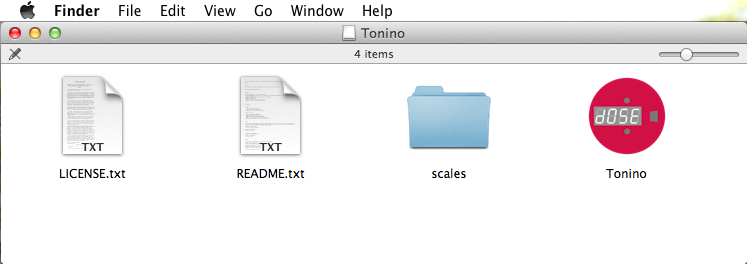 Finder File Edit View Go Window Help
Tonino
4 items
TXT TXT dOSE
LICENSE.txt README.txt scales Tonino